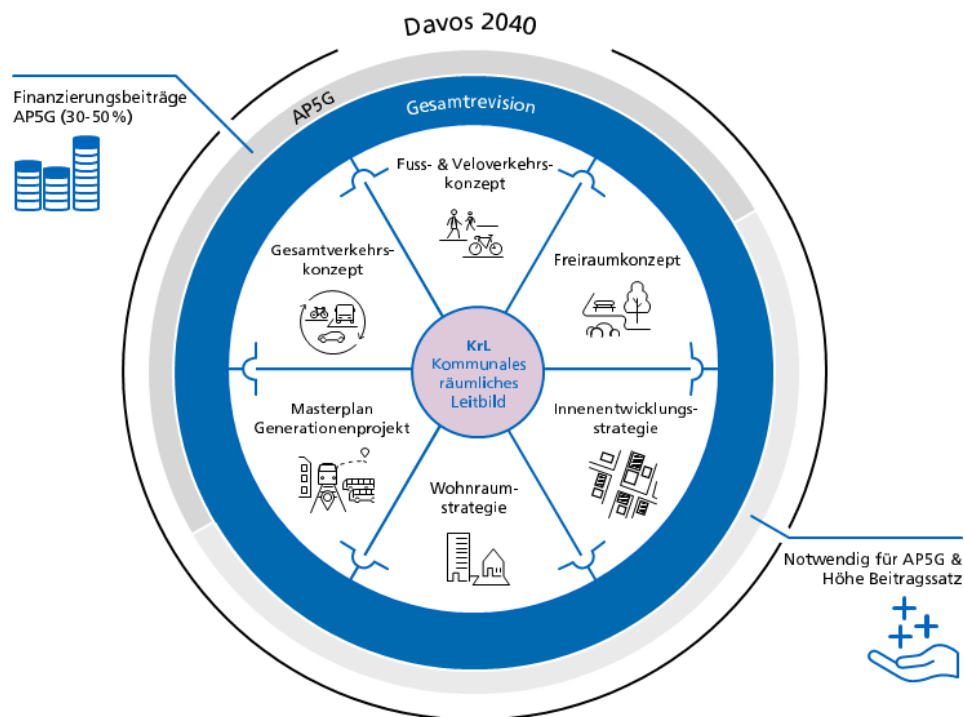 Davos 2040
Finanzierungsbeiträge
AP5G (30-50%)
AP5G
Gesamtrevision
Fuss- & Veloverkehrs-
konzept
Gesamtverkehrs-
konzept
Freiraumkonzept
KrL
Kommunales
räumliches
Leitbild
Masterplan
Generationenprojekt
Innenentwicklungs-
strategie
Wohnraum-
strategie
Notwendig für AP5G &
Höhe Beitragssatz